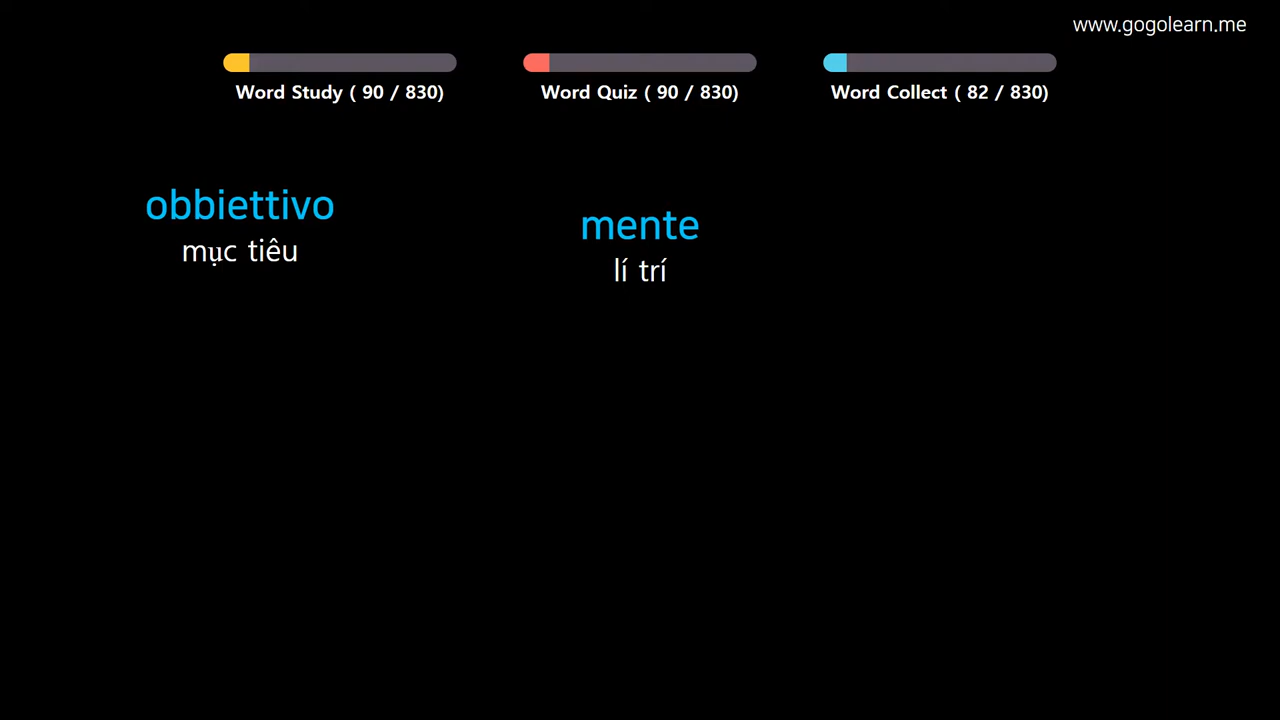 www.gogolearn.me
Word Study ( 90 / 830)
Word Quiz ( 90 / 830)
Word Collect ( 82 / 830)
obbiettivo
mục tiêu
mente
lí trí